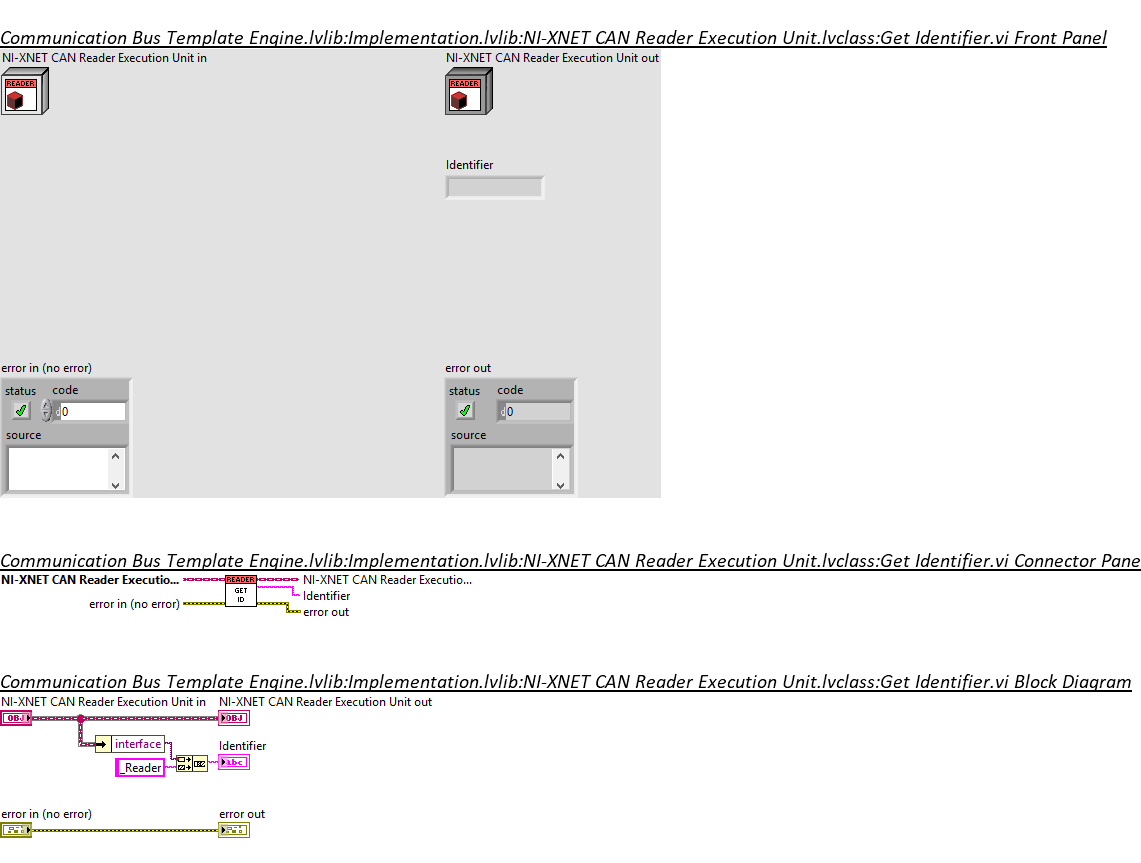 Communication Bus Template Engine.lvlib:Implementation.lvlib:NI-XNET CAN Reader Execution Unit.lvclass:Get Identifier.vi Front Panel
NI-XNET CAN Reader Execution Unit in
NI-XNET CAN Reader Execution Unit out
READER
READER
Identifier
error in (no error)
error out
status code
status code
d 0
d 0
source
source
Communication Bus Template Engine.lvlib:Implementation.lvlib:NI-XNET CAN Reader Execution Unit.lvclass:Get Identifier.vi Connector Pane
NI-XNET CAN Reader Executio...
READER
NI-XNET CAN Reader Executio...
GET
ID
Identifier
error in (no error)
error out
Communication Bus Template Engine.lvlib:Implementation.lvlib:NI-XNET CAN Reader Execution Unit.lvclass:Get Identifier.vi Block Diagram
NI-XNET CAN Reader Execution Unit in
NI-XNET CAN Reader Execution Unit out
OBJ
OBJ
interface
Identifier
_Reader
abc
error in (no error)
error out